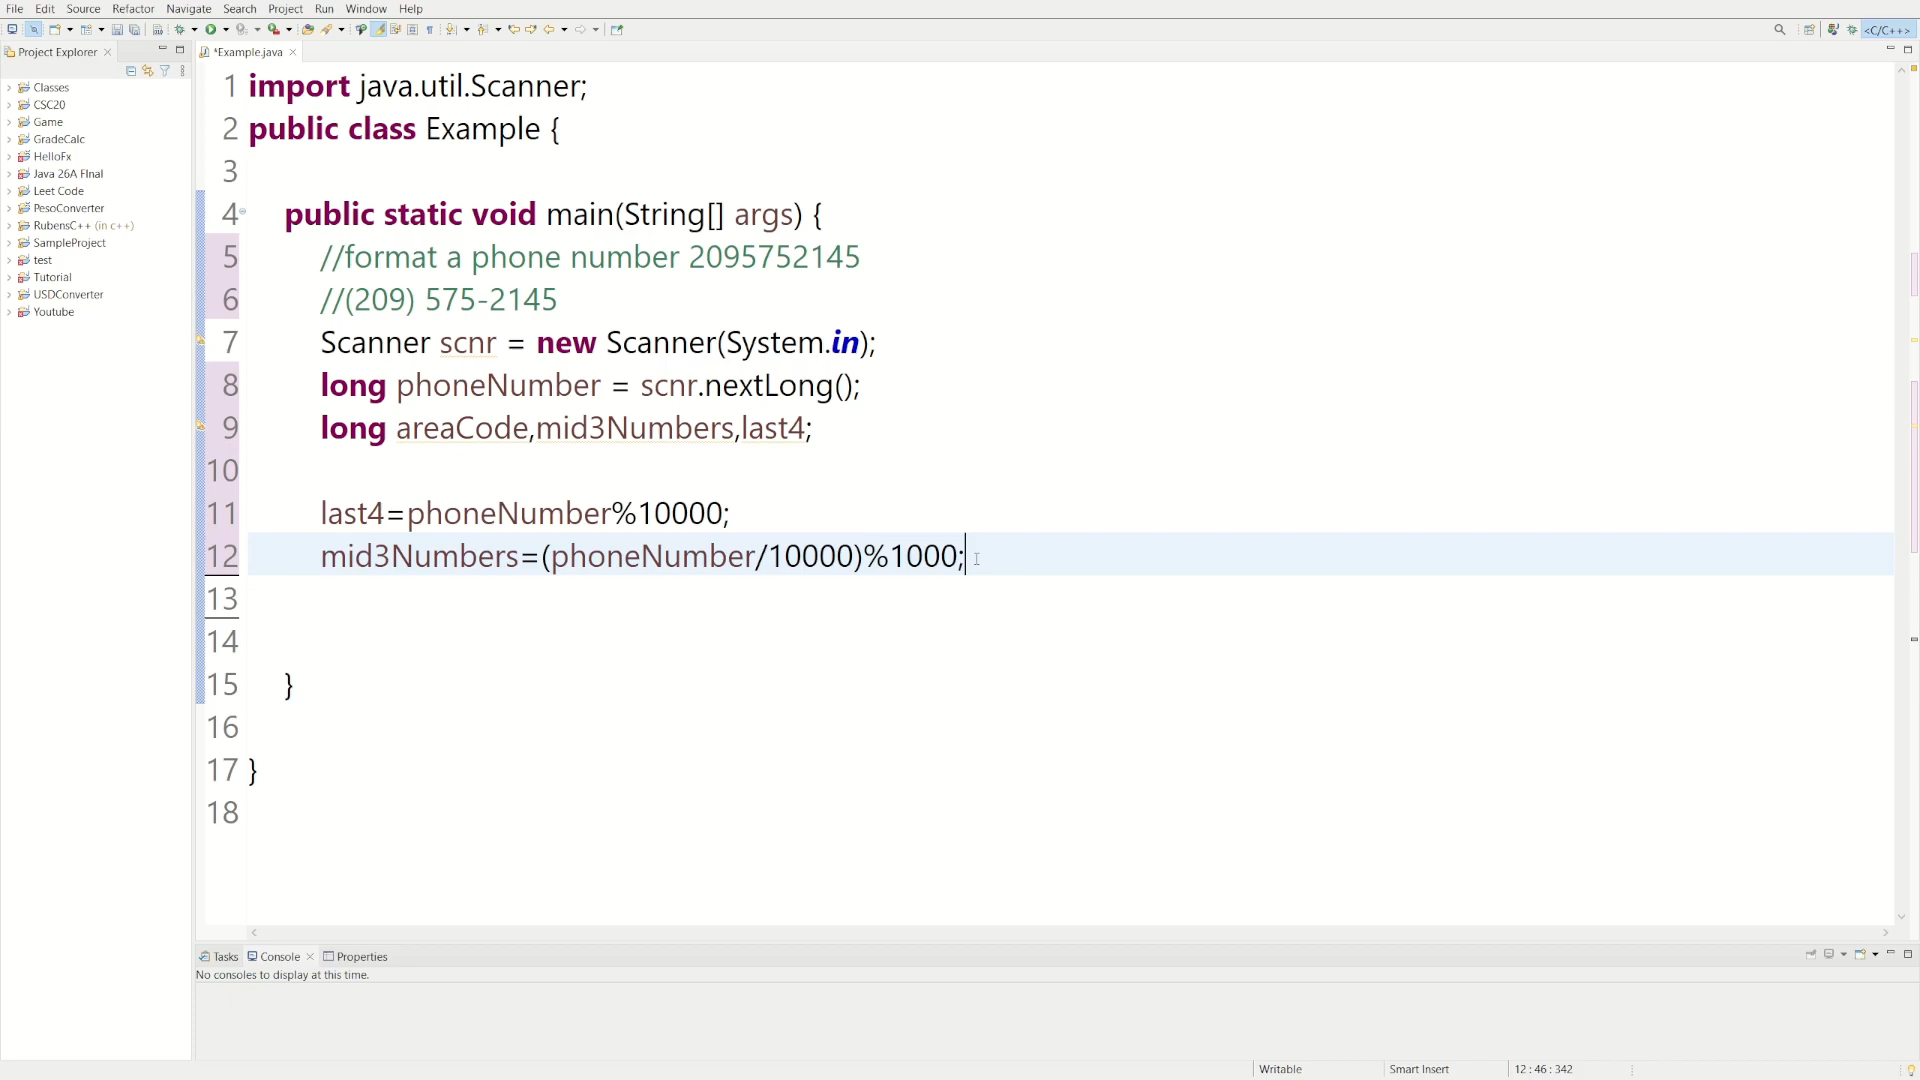 File Edit Source Refactor Navigate Search Project Run Window Help
<C/C++>
Project Explorer
*Example.java
Classes
CSC20
Game
GradeCalc
HelloFx
Java 26A FInal
Leet Code
PesoConverter
RubensC++ (in c++)
SampleProject
test
Tutorial
USDConverter
Youtube
1 import java.util.Scanner;
2 public class Example {
3
4 public static void main(String[] args) {
5 //format a phone number 2095752145
6 //(209) 575-2145
7 Scanner scnr = new Scanner(System.in);
8 long phoneNumber = scnr.nextLong();
9 long areaCode,mid3Numbers,last4;
10
11 last4=phoneNumber%10000;
12 mid3Numbers=(phoneNumber/10000)%1000;
13
14
15 }
16
17 }
18
Tasks Console Properties
No consoles to display at this time.
Writable Smart Insert 12 : 46 : 342